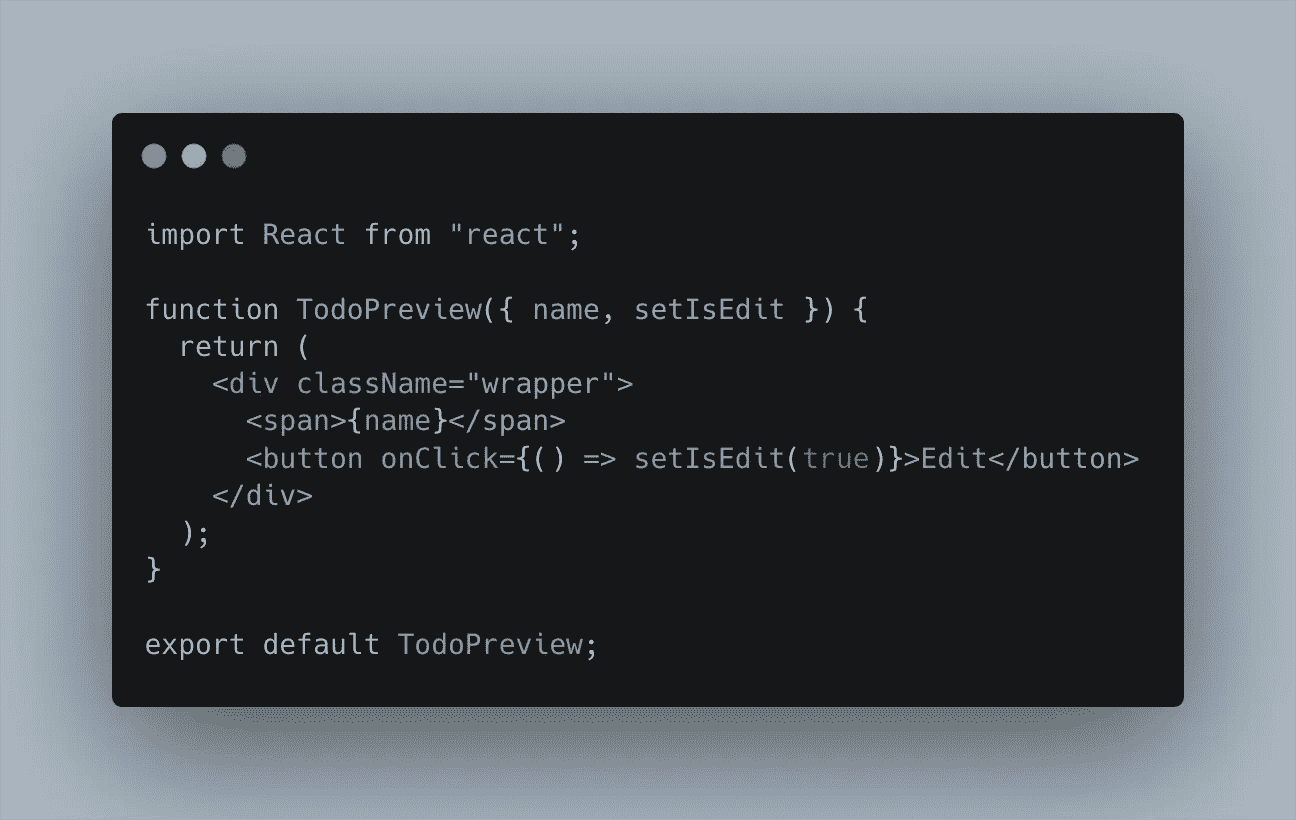 import React from "react";
function TodoPreview({ name, setIsEdit }) {
  return (
    <div className="wrapper">
      <span>{name}</span>
      <button onClick={() => setIsEdit(true)}>Edit</button>
    </div>
  );
}
export default TodoPreview;